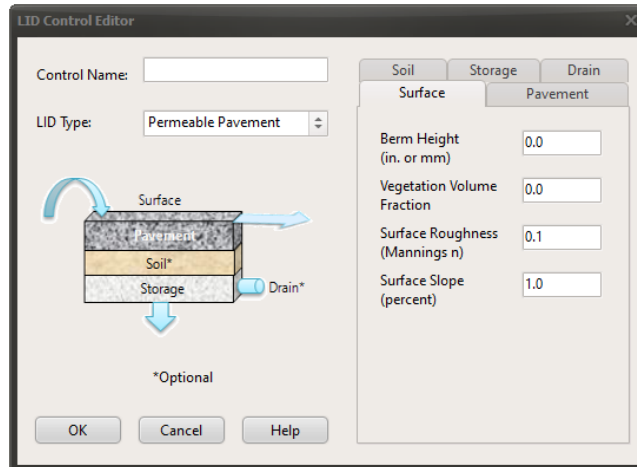 LID Control Editor
Control Name:
LID Type:
Permeable Pavement
Surface
Pavement
Soil*
Storage
Drain*
*Optional
OK
Cancel
Help
Soil
Storage
Drain
Surface
Pavement
Berm Height
(in. or mm)
0.0
Vegetation Volume
Fraction
0.0
Surface Roughness
(Mannings n)
0.1
Surface Slope
(percent)
1.0